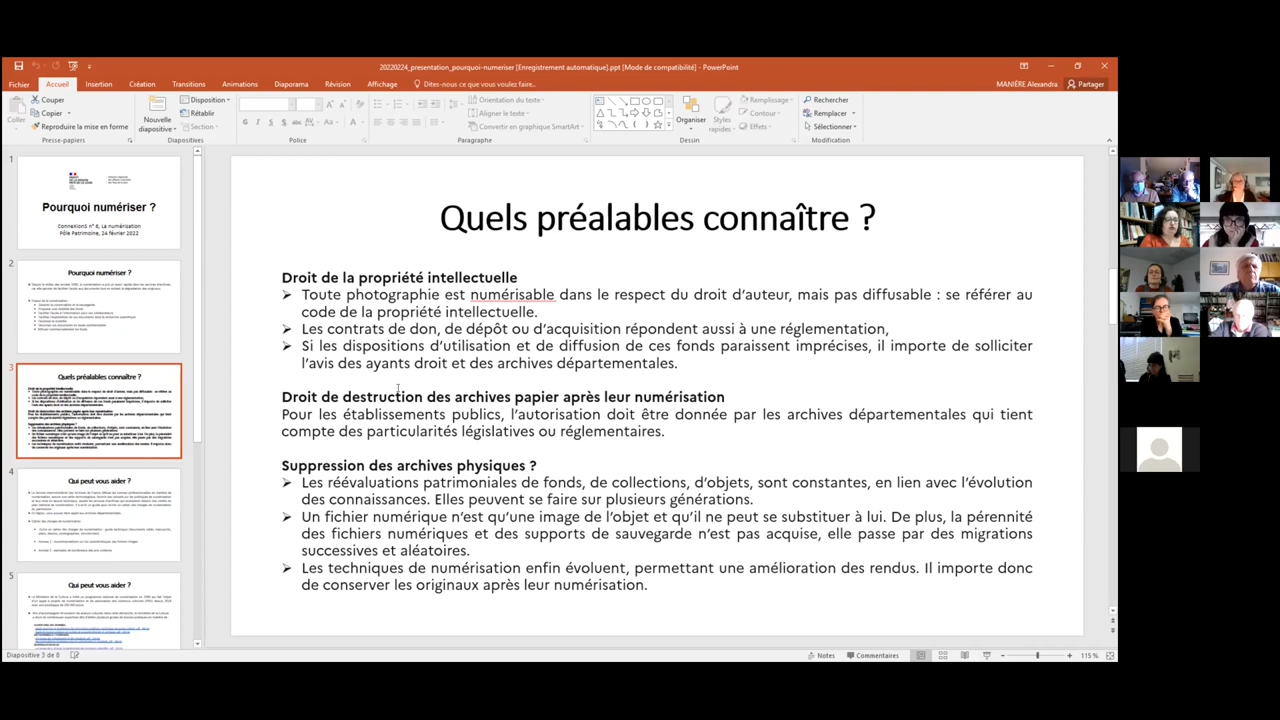 20220224_presentation_pourquoi-numeriser [Enregistrement automatique].ppt [Mode de compatibilité] - PowerPoint
Fichier Accueil Insertion Création Transitions Animations Diaporama Révision Affichage Dites-nous ce que vous voulez faire... MANIÈRE Alexandra Partager
Coller
Couper
Copier
Reproduire la mise en forme
Presse-papiers
Nouvelle diapositive
Disposition
Rétablir
Section
Diapositives
Police
Orientation du texte
Aligner le texte
Convertir en graphique SmartArt
Paragraphe
Organiser
Styles rapides
Remplissage
Contour
Effets
Dessin
Rechercher
Remplacer
Sélectionner
Modification
1
Pourquoi numériser ?
ConneXionS n° 6, La numérisation
Pôle Patrimoine, 24 février 2022
2
Pourquoi numériser ?
3
Quels préalables connaître ?
4
Qui peut vous aider ?
5
Qui peut vous aider ?
Quels préalables connaître ?
Droit de la propriété intellectuelle
Toute photographie est numérisable dans le respect du droit d'auteur, mais pas diffusable : se référer au
code de la propriété intellectuelle.
Les contrats de don, de dépôt ou d'acquisition répondent aussi à une réglementation,
Si les dispositions d'utilisation et de diffusion de ces fonds paraissent imprécises, il importe de solliciter
l'avis des ayants droit et des archives départementales.
Droit de destruction des archives papier après leur numérisation
Pour les établissements publics, l'autorisation doit être donnée par les archives départementales qui tient
compte des particularités législatives ou réglementaires.
Suppression des archives physiques ?
Les réévaluations patrimoniales de fonds, de collections, d'objets, sont constantes, en lien avec l'évolution
des connaissances. Elles peuvent se faire sur plusieurs générations.
Un fichier numérique n'est qu'une image de l'objet et qu'il ne peut se substituer à lui. De plus, la pérennité
des fichiers numériques et des supports de sauvegarde n'est pas acquise, elle passe par des migrations
successives et aléatoires.
Les techniques de numérisation enfin évoluent, permettant une amélioration des rendus. Il importe donc
de conserver les originaux après leur numérisation.
Diapositive 3 de 8
Notes Commentaires 115 %